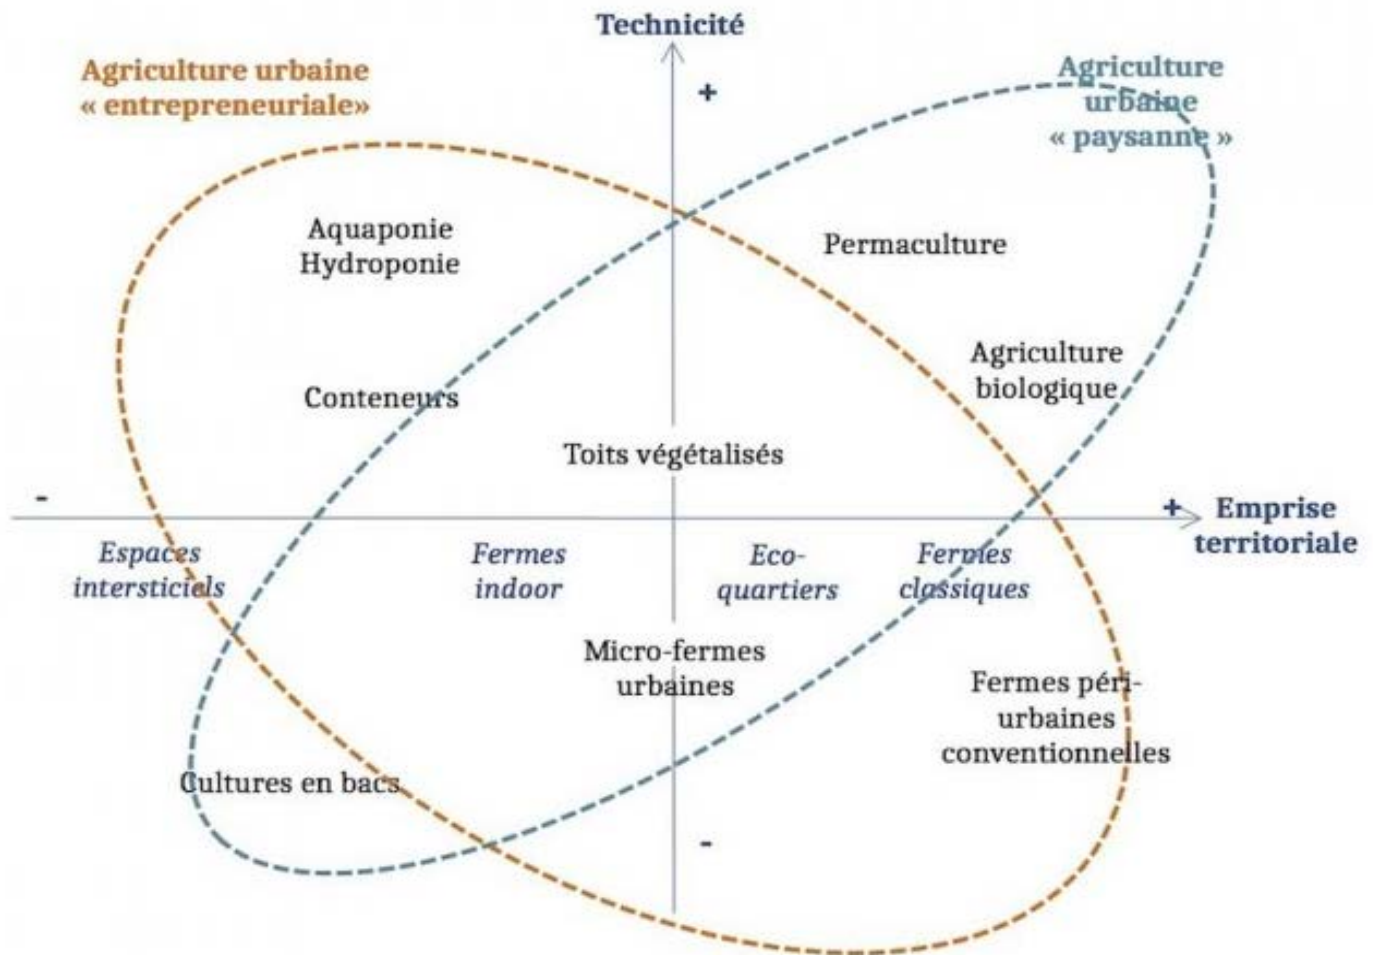 Technicité
Agriculture urbaine
« entrepreneuriale»
+
Agriculture
urbaine
« paysanne »
Aquaponie
Hydroponie
Permaculture
Agriculture
biologique
Conteneurs
Toits végétalisés
-
+
Emprise
territoriale
Espaces
intersticiels
Fermes
indoor
Eco-
quartiers
Fermes
classiques
Micro-fermes
urbaines
Fermes péri-
urbaines
conventionnelles
Cultures en bacs
-